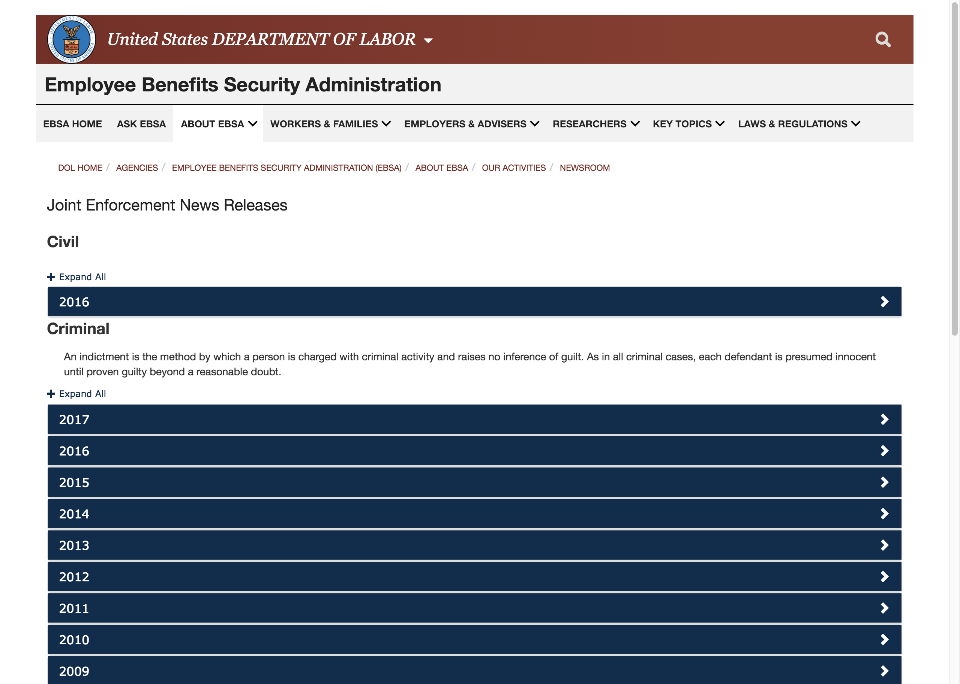 United States DEPARTMENT OF LABOR
Employee Benefits Security Administration
EBSA HOME ASK EBSA ABOUT EBSA WORKERS & FAMILIES EMPLOYERS & ADVISERS RESEARCHERS KEY TOPICS LAWS & REGULATIONS
DOL HOME / AGENCIES / EMPLOYEE BENEFITS SECURITY ADMINISTRATION (EBSA) / ABOUT EBSA / OUR ACTIVITIES / NEWSROOM
Joint Enforcement News Releases
Civil
+ Expand All
2016
Criminal
An indictment is the method by which a person is charged with criminal activity and raises no inference of guilt. As in all criminal cases, each defendant is presumed innocent
until proven guilty beyond a reasonable doubt.
+ Expand All
2017
2016
2015
2014
2013
2012
2011
2010
2009